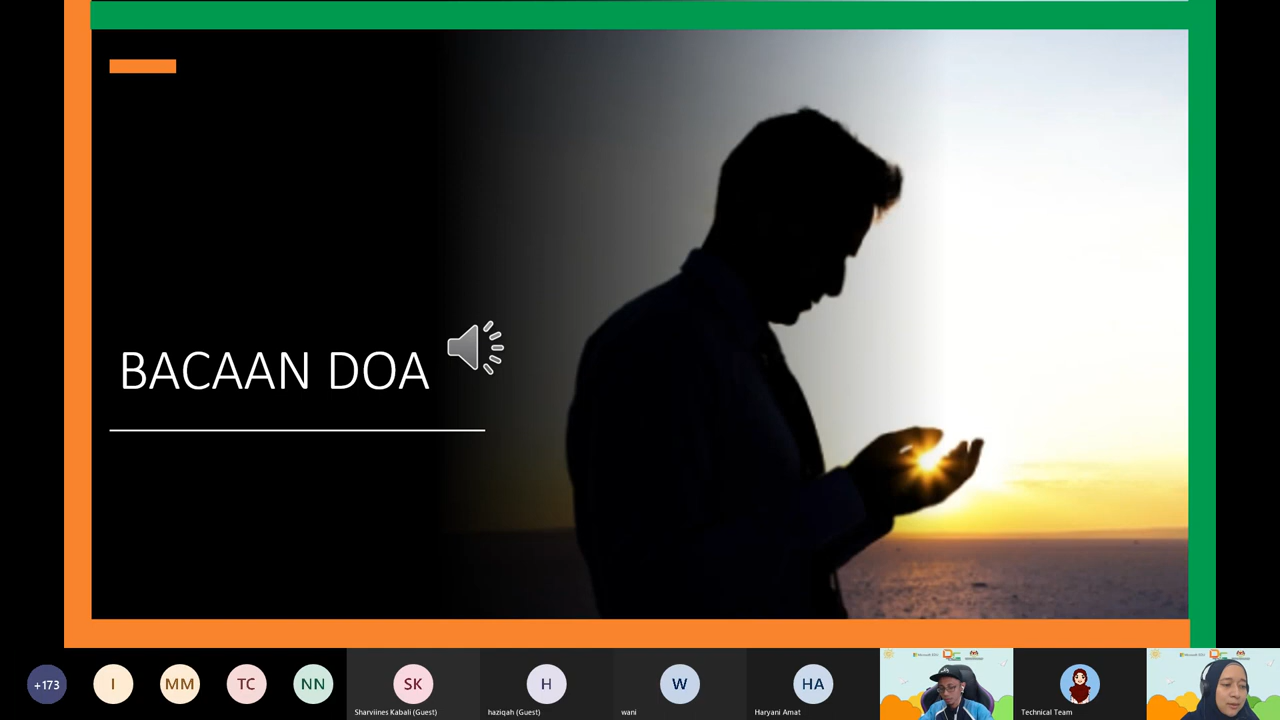 BACAAN DOA
+173
I
MM
TC
NN
SK
Sharviines Kabali (Guest)
H
haziqah (Guest)
W
wani
HA
Haryani Amat
Technical Team